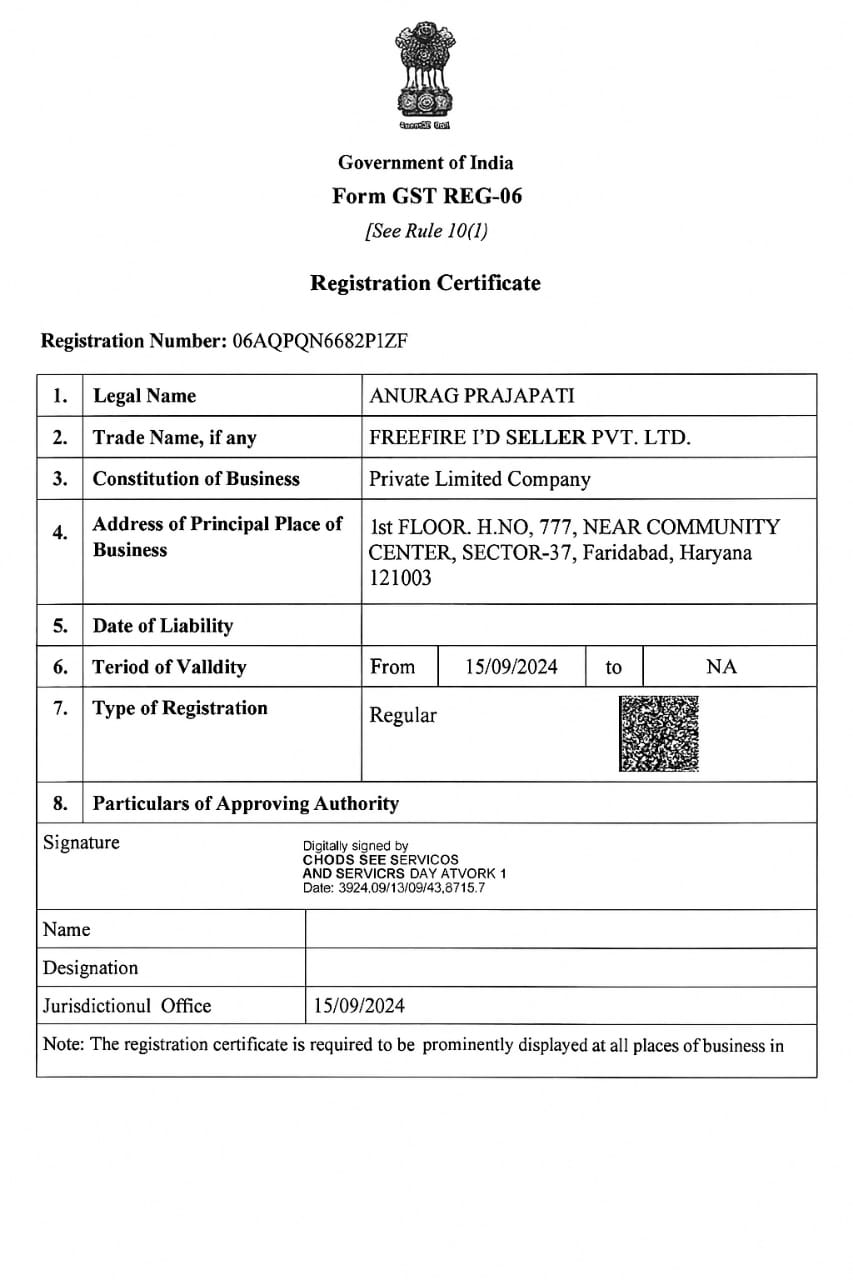 Government of India
Form GST REG-06
[See Rule 10(1)
Registration Certificate
Registration Number: 06AQPQN6682P1ZF
1. Legal Name ANURAG PRAJAPATI
2. Trade Name, if any FREEFIRE I'D SELLER PVT. LTD.
3. Constitution of Business Private Limited Company
4. Address of Principal Place of Business 1st FLOOR. H.NO, 777, NEAR COMMUNITY
CENTER, SECTOR-37, Faridabad, Haryana
121003
5. Date of Liability
6. Teriod of Valldity From 15/09/2024 to NA
7. Type of Registration Regular
8. Particulars of Approving Authority
Signature
Digitally signed by
CHODS SEE SERVICOS
AND SERVICRS DAY ATVORK 1
Date: 3924.09/13/09/43,8715.7
Name
Designation
Jurisdictionul Office 15/09/2024
Note: The registration certificate is required to be prominently displayed at all places of business in